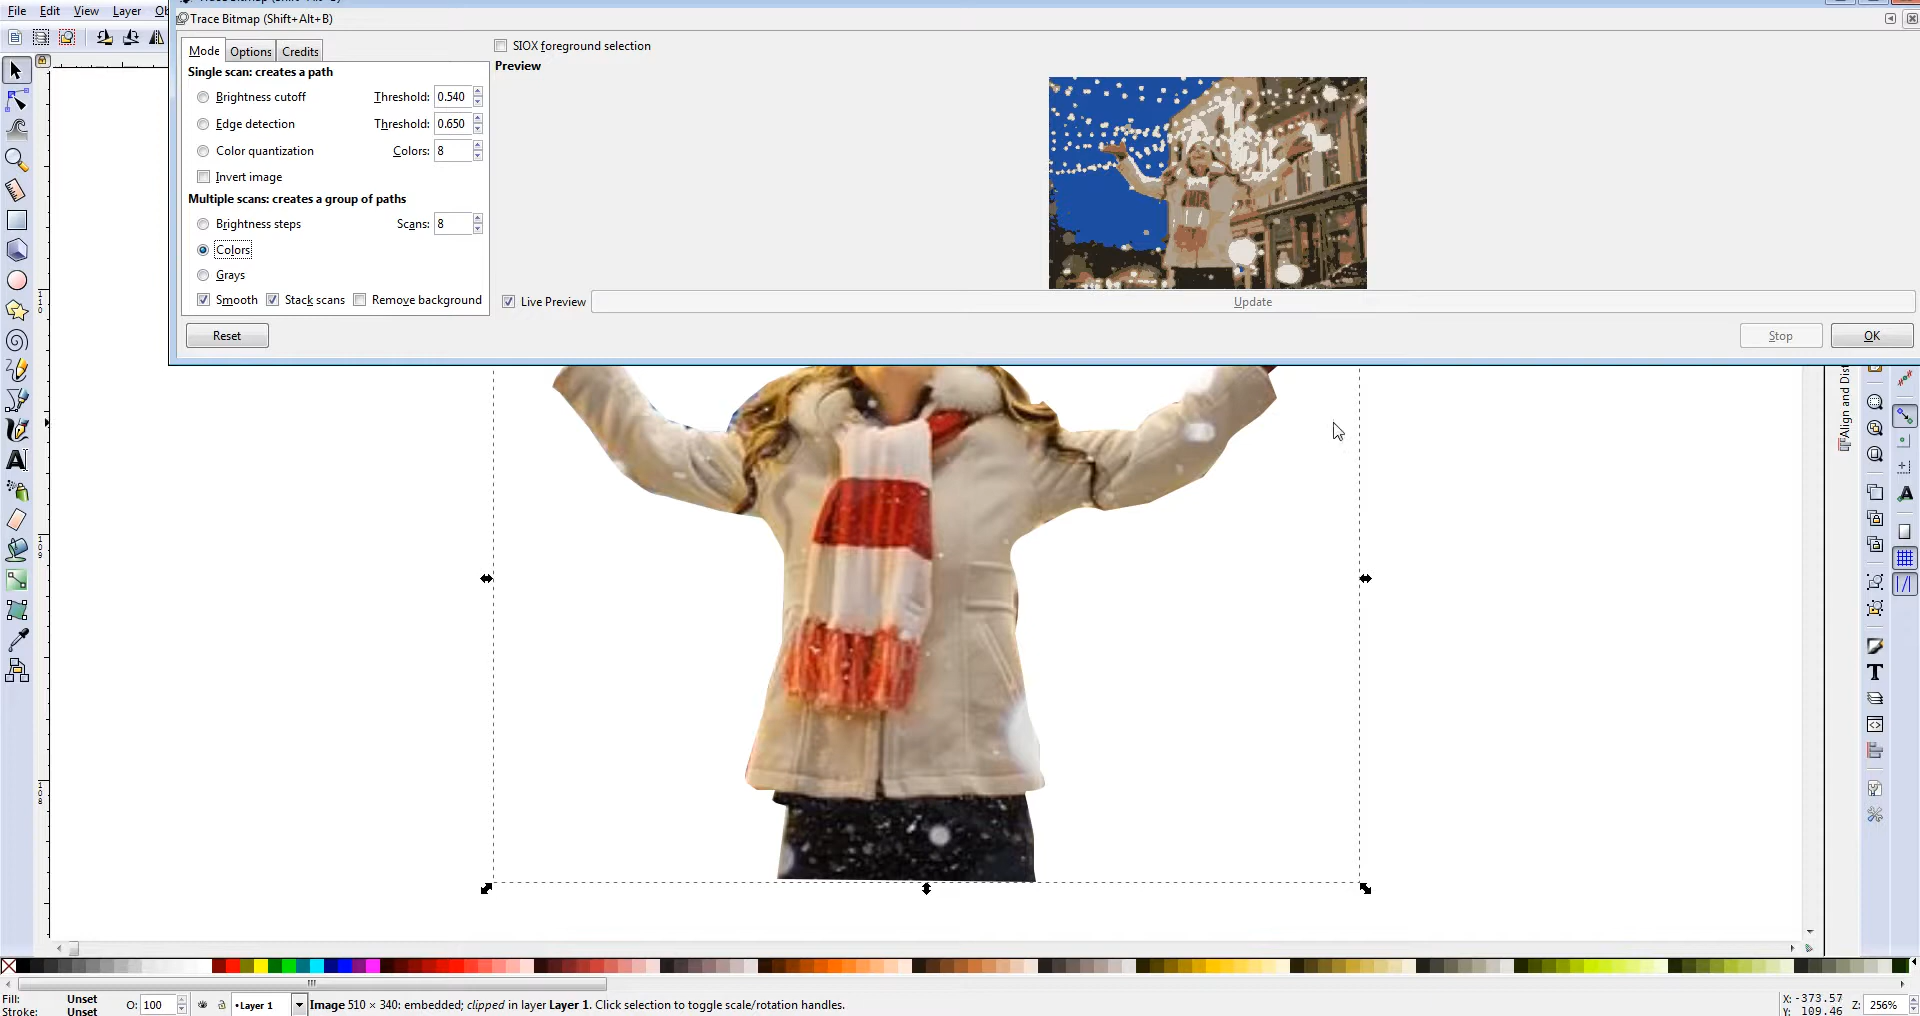 File Edit View Layer
Trace Bitmap (Shift+Alt+B)
Mode Options Credits
SIOX foreground selection
Preview
Single scan: creates a path
Brightness cutoff Threshold: 0.540
Edge detection Threshold: 0.650
Color quantization Colors: 8
Invert image
Multiple scans: creates a group of paths
Brightness steps Scans: 8
Colors
Grays
Smooth Stack scans Remove background
Live Preview Update
Reset Stop OK
Fill: Unset
Stroke: Unset
O: 100 •Layer 1 Image 510 × 340: embedded; clipped in layer Layer 1. Click selection to toggle scale/rotation handles.
X: -373.57
Y: 109.46
Z: 256%